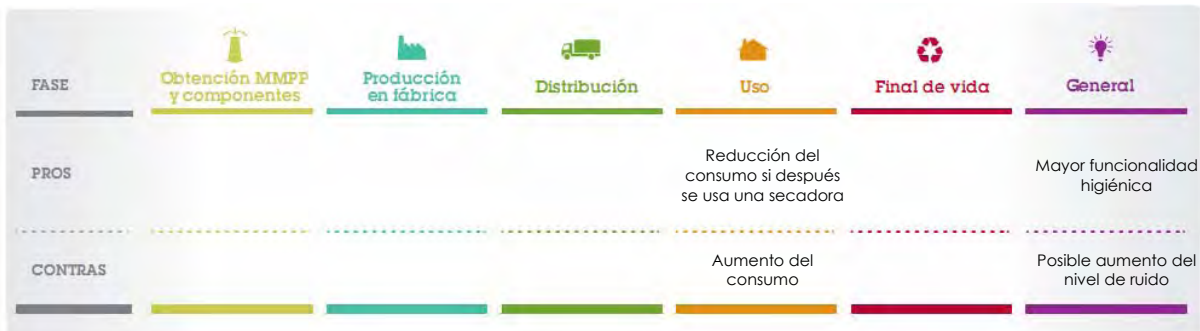 FASE
Obtención MMPP
y componentes
Producción
en fábrica
Distribución
Uso
Final de vida
General
PROS
Reducción del
consumo si después
se usa una secadora
Mayor funcionalidad
higiénica
CONTRAS
Aumento del
consumo
Posible aumento del
nivel de ruido